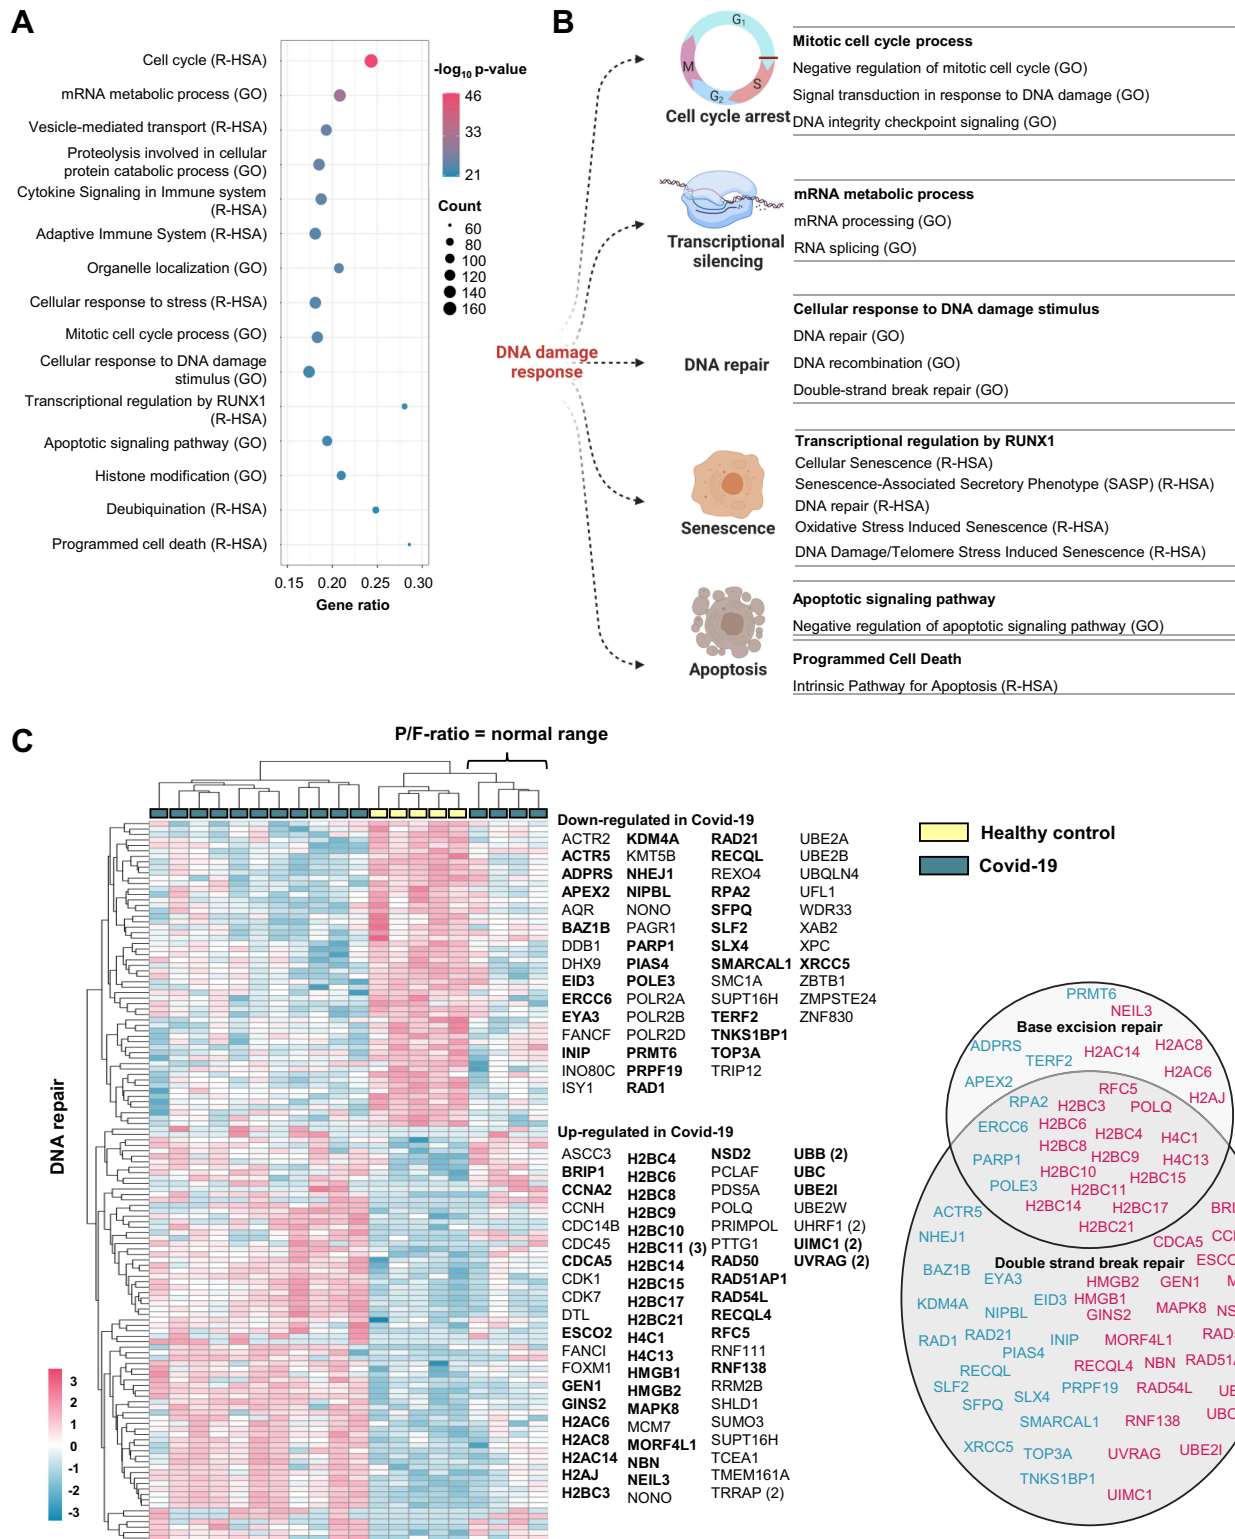 A
Cell cycle (R-HSA)
mRNA metabolic process (GO)
Vesicle-mediated transport (R-HSA)
Proteolysis involved in cellular
protein catabolic process (GO)
Cytokine Signaling in Immune system
(R-HSA)
Adaptive Immune System (R-HSA)
Organelle localization (GO)
Cellular response to stress (R-HSA)
Mitotic cell cycle process (GO)
Cellular response to DNA damage
stimulus (GO)
Transcriptional regulation by RUNX1
(R-HSA)
Apoptotic signaling pathway (GO)
Histone modification (GO)
Deubiquination (R-HSA)
Programmed cell death (R-HSA)
0.15 0.20 0.25 0.30
Gene ratio
-log10 p-value
46
33
21
Count
60
80
100
120
140
160
B
DNA damage
response
G1
M
S
G2
Cell cycle arrest
Mitotic cell cycle process
Negative regulation of mitotic cell cycle (GO)
Signal transduction in response to DNA damage (GO)
DNA integrity checkpoint signaling (GO)
Transcriptional
silencing
mRNA metabolic process
mRNA processing (GO)
RNA splicing (GO)
DNA repair
Cellular response to DNA damage stimulus
DNA repair (GO)
DNA recombination (GO)
Double-strand break repair (GO)
Senescence
Transcriptional regulation by RUNX1
Cellular Senescence (R-HSA)
Senescence-Associated Secretory Phenotype (SASP) (R-HSA)
DNA repair (R-HSA)
Oxidative Stress Induced Senescence (R-HSA)
DNA Damage/Telomere Stress Induced Senescence (R-HSA)
Apoptosis
Apoptotic signaling pathway
Negative regulation of apoptotic signaling pathway (GO)
Programmed Cell Death
Intrinsic Pathway for Apoptosis (R-HSA)
C
P/F-ratio = normal range
DNA repair
3
2
1
0
-1
-2
-3
Down-regulated in Covid-19
ACTR2 KDM4A RAD21 UBE2A
ACTR5 KMT5B RECQL UBE2B
ADPRS NHEJ1 REXO4 UBQLN4
APEX2 NIPBL RPA2 UFL1
AQR NONO SFPQ WDR33
BAZ1B PAGR1 SLF2 XAB2
DDB1 PARP1 SLX4 XPC
DHX9 PIAS4 SMARCAL1 XRCC5
EID3 POLE3 SMC1A ZBTB1
ERCC6 POLR2A SUPT16H ZMPSTE24
EYA3 POLR2B TERF2 ZNF830
FANCF POLR2D TNKS1BP1
INIP PRMT6 TOP3A
INO80C PRPF19 TRIP12
ISY1 RAD1
Up-regulated in Covid-19
ASCC3 H2BC4 NSD2 UBB (2)
BRIP1 H2BC6 PCLAF UBC
CCNA2 H2BC8 PDS5A UBE2I
CCNH H2BC9 POLQ UBE2W
CDC14B H2BC10 PRIMPOL UHRF1 (2)
CDC45 H2BC11 (3) PTTG1 UIMC1 (2)
CDCA5 H2BC14 RAD50 UVRAG (2)
CDK1 H2BC15 RAD51AP1
CDK7 H2BC17 RAD54L
DTL H2BC21 RECQL4
ESCO2 H4C1 RFC5
FANCI H4C13 RNF111
FOXM1 HMGB1 RNF138
GEN1 HMGB2 RRM2B
GINS2 MAPK8 SHLD1
H2AC6 MCM7 SUMO3
H2AC8 MORF4L1 SUPT16H
H2AC14 NBN TCEA1
H2AJ NEIL3 TMEM161A
H2BC3 NONO TRRAP (2)
Healthy control
Covid-19
PRMT6
NEIL3
Base excision repair
ADPRS H2AC14 H2AC8
TERF2
H2AC6
APEX2 RFC5
H2AJ
RPA2 H2BC3 POLQ
ERCC6 H2BC6
H2BC4 H4C1
H2BC8
PARP1 H2BC9 H4C13
H2BC10 H2BC15
POLE3 H2BC11
H2BC14 H2BC17
ACTR5 BRI
H2BC21
NHEJ1 CDCA5 CC
Double strand break repair ESCO
BAZ1B EYA3 HMGB2 GEN1 M
KDM4A EID3 HMGB1
NIPBL GINS2 MAPK8 NS
RAD1 RAD21 INIP MORF4L1 RAD5
PIAS4
RECQL RECQL4 NBN RAD51A
SLF2 PRPF19 RAD54L UB
SFPQ SLX4
SMARCAL1 RNF138 UBC
XRCC5 TOP3A UVRAG UBE2I
TNKS1BP1
UIMC1